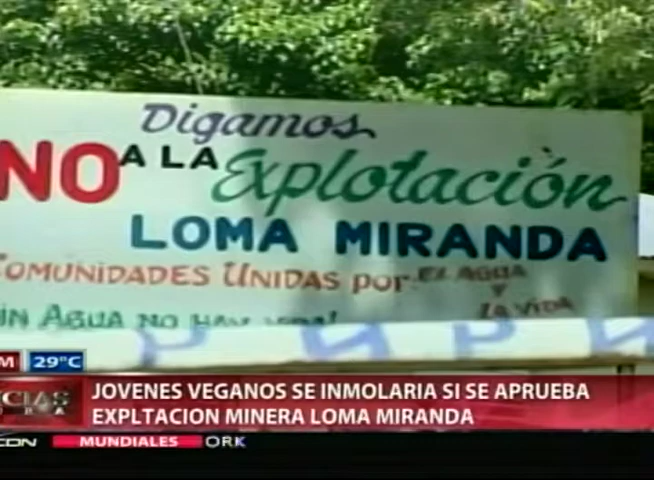 Digamos
NO A LA Explotación
LOMA MIRANDA
COMUNIDADES UNIDAS por EL AGUA
Y
LA VIDA
IN AGUA NO HAY VIDA!
M 29°C
JOVENES VEGANOS SE INMOLARIA SI SE APRUEBA
EXPLTACION MINERA LOMA MIRANDA
MUNDIALES ORK